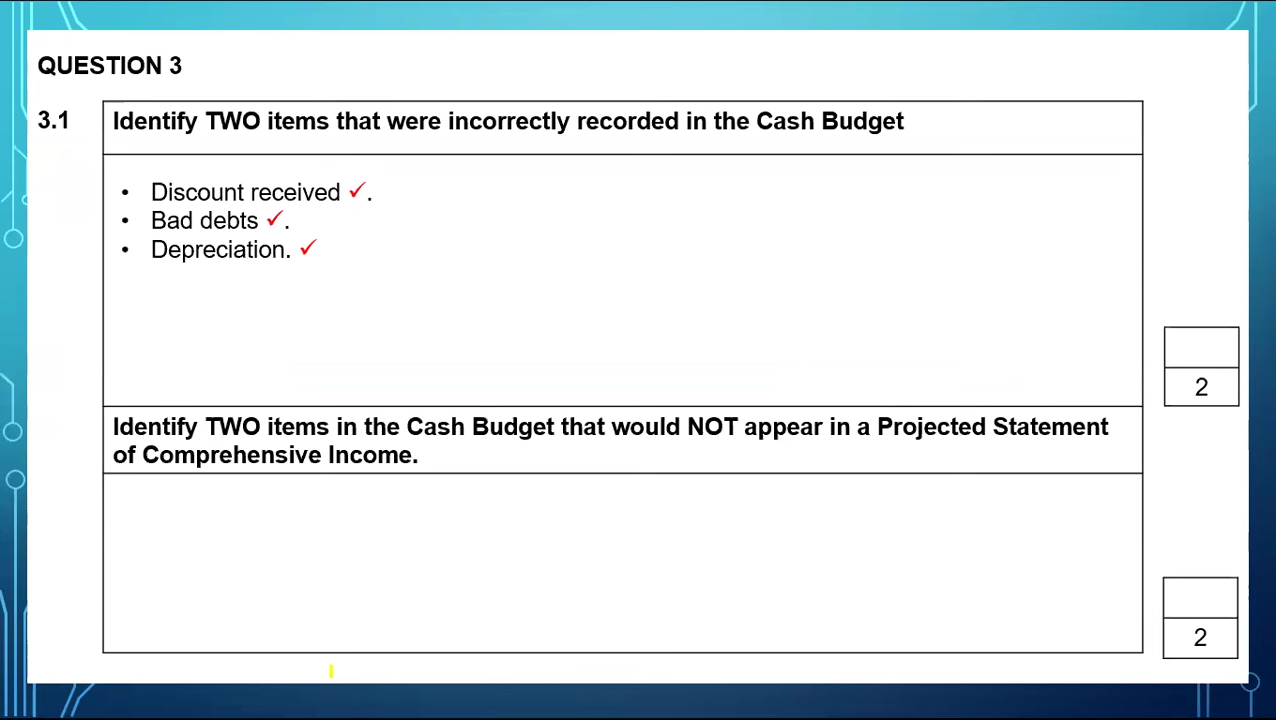 QUESTION 3
3.1 Identify TWO items that were incorrectly recorded in the Cash Budget
• Discount received ✓.
• Bad debts ✓.
• Depreciation. ✓
2
Identify TWO items in the Cash Budget that would NOT appear in a Projected Statement
of Comprehensive Income.
2